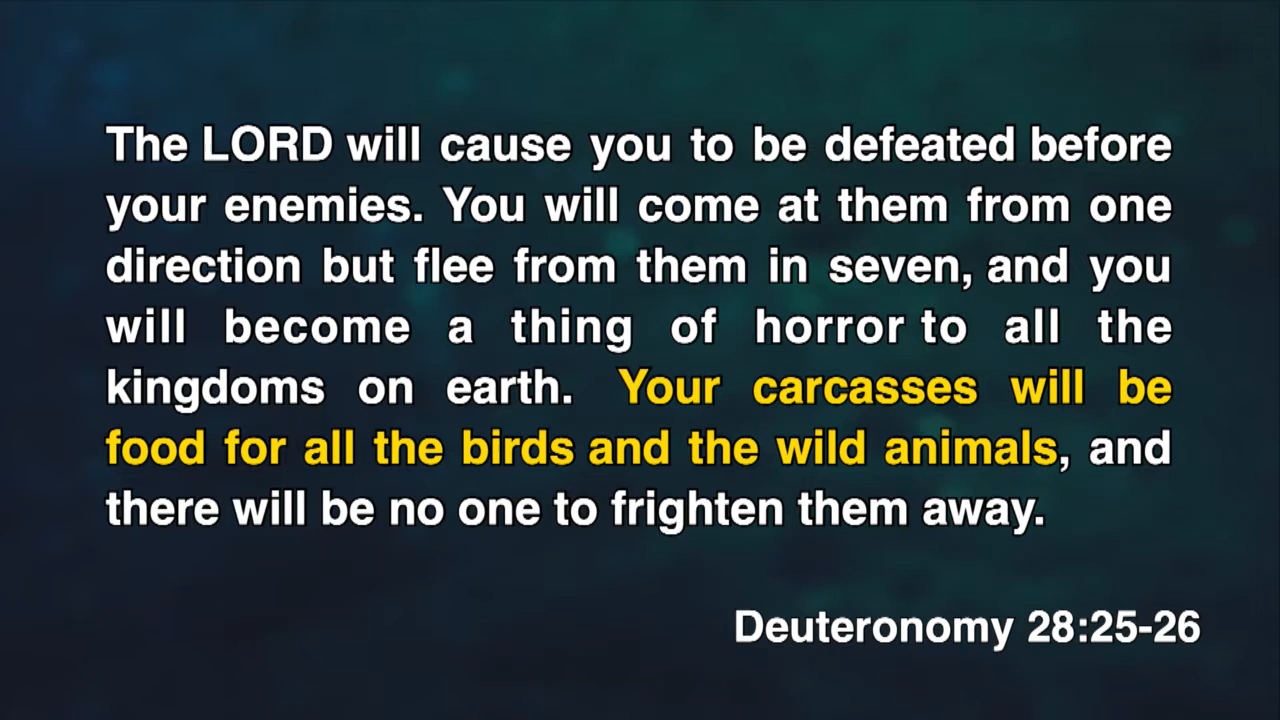 The LORD will cause you to be defeated before
your enemies. You will come at them from one
direction but flee from them in seven, and you
will become a thing of horror to all the
kingdoms on earth. Your carcasses will be
food for all the birds and the wild animals, and
there will be no one to frighten them away.
Deuteronomy 28:25-26